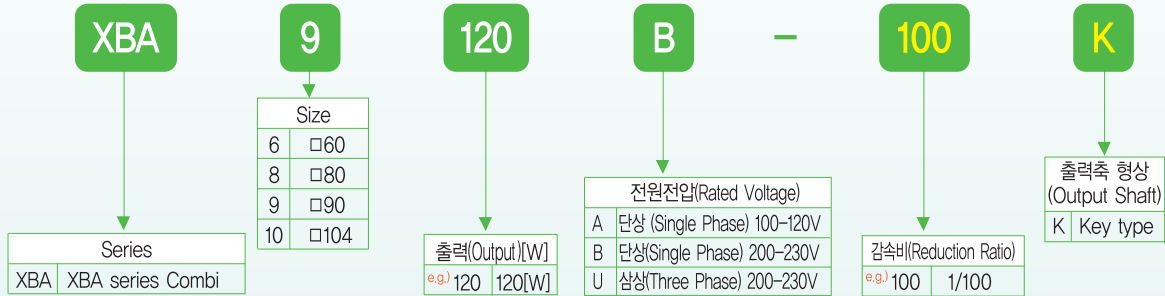 XBA 9 120 B - 100 K
Size
6 □60
8 □80
9 □90
10 □104
Series
XBA XBA series Combi
출력(Output)[W]
e.g.) 120 120[W]
전원전압(Rated Voltage)
A 단상 (Single Phase) 100-120V
B 단상(Single Phase) 200-230V
U 삼상(Three Phase) 200-230V
감속비(Reduction Ratio)
e.g.) 100 1/100
출력축 형상
(Output Shaft)
K Key type